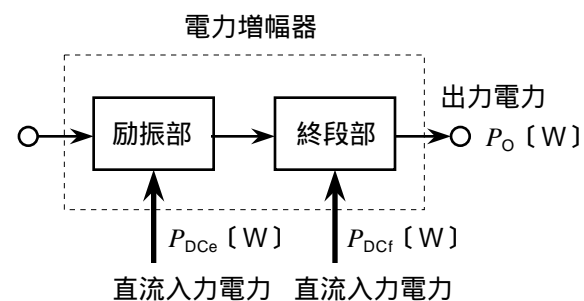 電力増幅器
出力電力
励振部
終段部
P_O〔W〕
P_DCe〔W〕
P_DCf〔W〕
直流入力電力
直流入力電力